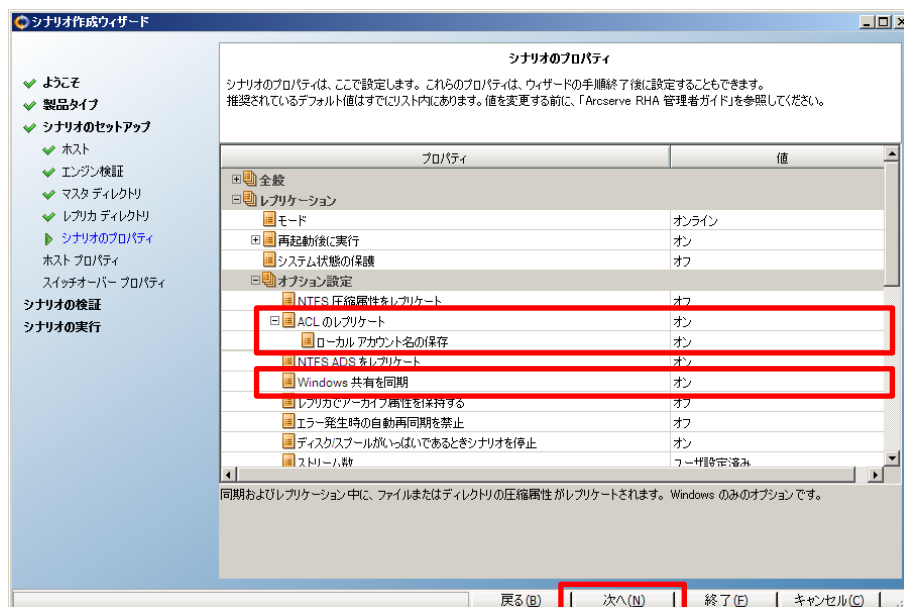 シナリオ作成ウィザード
シナリオのプロパティ
シナリオのプロパティは、ここで設定します。これらのプロパティは、ウィザードの手順終了後に設定することもできます。
推奨されているデフォルト値はすでにリスト内にあります。値を変更する前に、「Arcserve RHA 管理者ガイド」を参照してください。
ようこそ
製品タイプ
シナリオのセットアップ
ホスト
エンジン検証
マスタ ディレクトリ
レプリカ ディレクトリ
シナリオのプロパティ
ホスト プロパティ
スイッチオーバー プロパティ
シナリオの検証
シナリオの実行
プロパティ 値
全般
レプリケーション
モード オンライン
再起動後に実行 オン
システム状態の保護 オフ
オプション設定
NTFS 圧縮属性をレプリケート オフ
ACL のレプリケート オン
ローカル アカウント名の保存 オン
NTFS ADS をレプリケート オン
Windows 共有を同期 オン
レプリカでアーカイブ属性を保持する オフ
エラー発生時の自動再同期を禁止 オフ
ディスク/スプールがいっぱいであるときシナリオを停止 オン
ストリーム数 ユーザ設定済み
同期およびレプリケーション中に、ファイルまたはディレクトリの圧縮属性がレプリケートされます。Windows のみのオプションです。
戻る(B) 次へ(N) 終了(F) キャンセル(C)